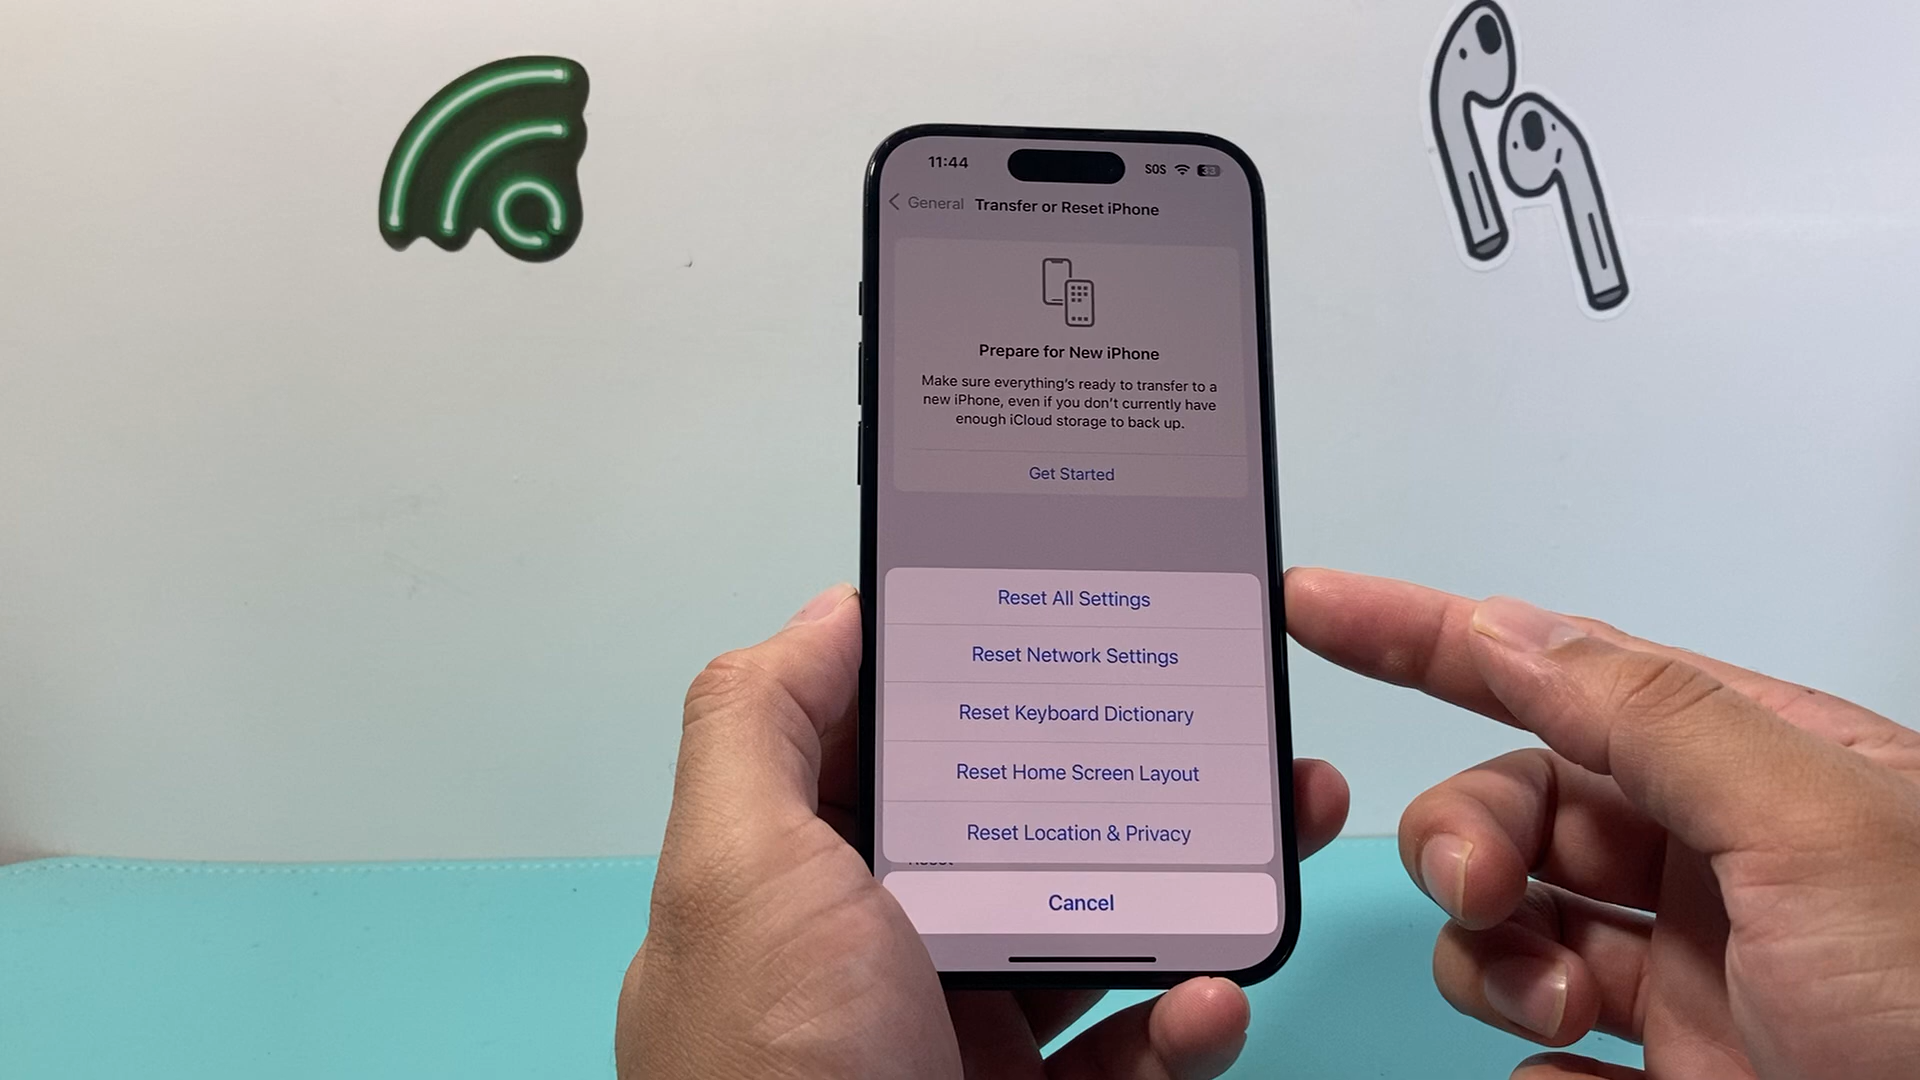 11:44
SOS
33
General
Transfer or Reset iPhone
Prepare for New iPhone
Make sure everything's ready to transfer to a
new iPhone, even if you don't currently have
enough iCloud storage to back up.
Get Started
Reset All Settings
Reset Network Settings
Reset Keyboard Dictionary
Reset Home Screen Layout
Reset Location & Privacy
Reset
Cancel